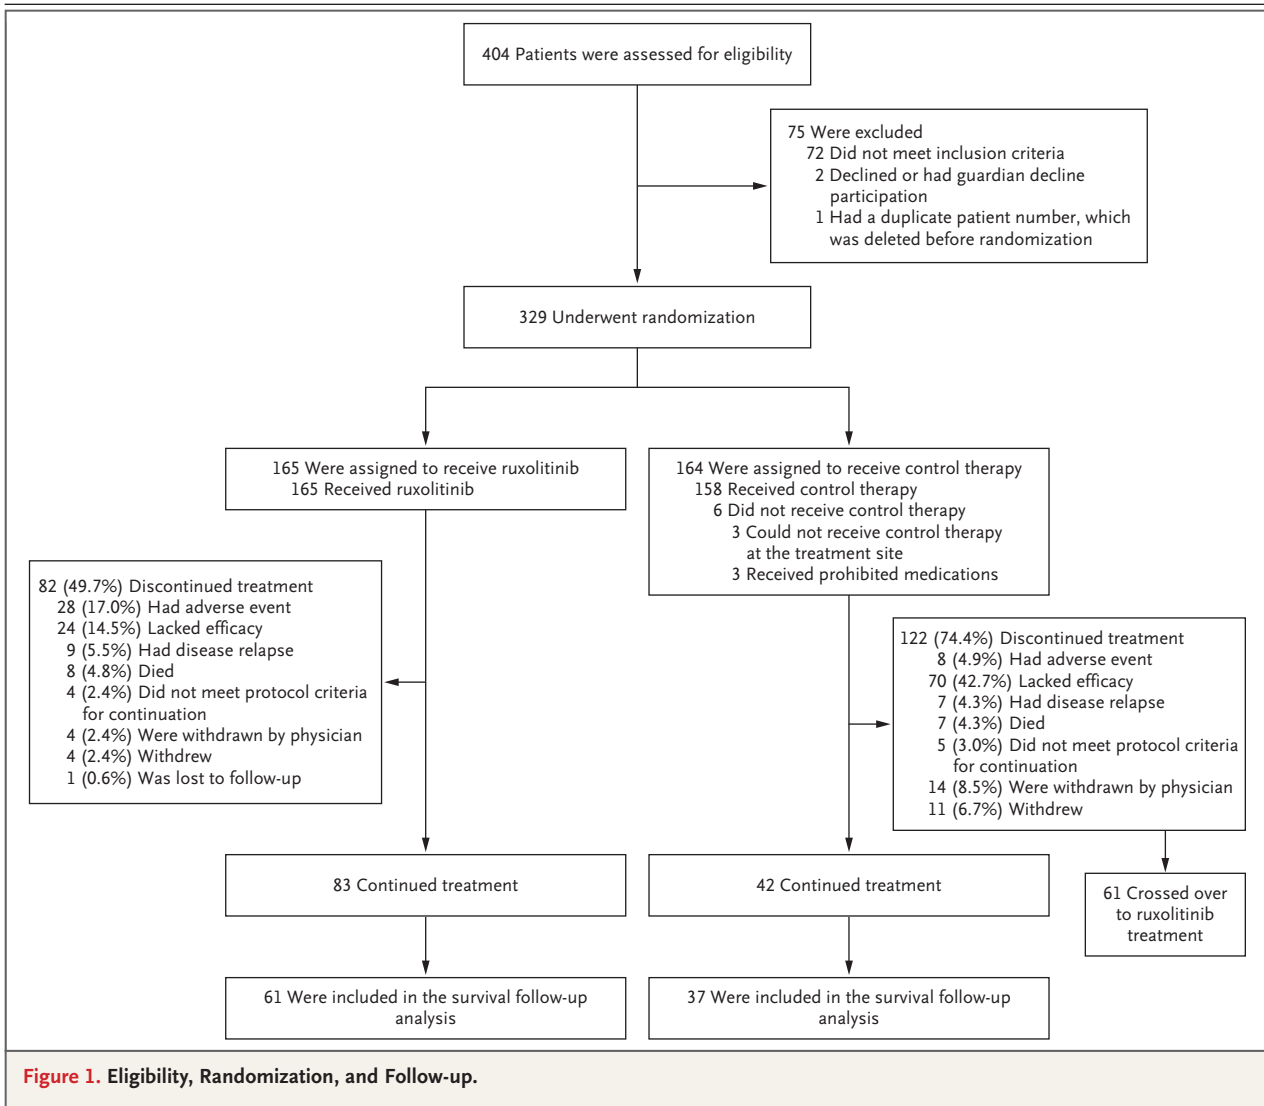 404 Patients were assessed for eligibility
75 Were excluded
72 Did not meet inclusion criteria
2 Declined or had guardian decline
participation
1 Had a duplicate patient number, which
was deleted before randomization
329 Underwent randomization
165 Were assigned to receive ruxolitinib
165 Received ruxolitinib
164 Were assigned to receive control therapy
158 Received control therapy
6 Did not receive control therapy
3 Could not receive control therapy
at the treatment site
3 Received prohibited medications
82 (49.7%) Discontinued treatment
28 (17.0%) Had adverse event
24 (14.5%) Lacked efficacy
9 (5.5%) Had disease relapse
8 (4.8%) Died
4 (2.4%) Did not meet protocol criteria
for continuation
4 (2.4%) Were withdrawn by physician
4 (2.4%) Withdrew
1 (0.6%) Was lost to follow-up
122 (74.4%) Discontinued treatment
8 (4.9%) Had adverse event
70 (42.7%) Lacked efficacy
7 (4.3%) Had disease relapse
7 (4.3%) Died
5 (3.0%) Did not meet protocol criteria
for continuation
14 (8.5%) Were withdrawn by physician
11 (6.7%) Withdrew
83 Continued treatment
42 Continued treatment
61 Crossed over
to ruxolitinib
treatment
61 Were included in the survival follow-up
analysis
37 Were included in the survival follow-up
analysis
Figure 1. Eligibility, Randomization, and Follow-up.